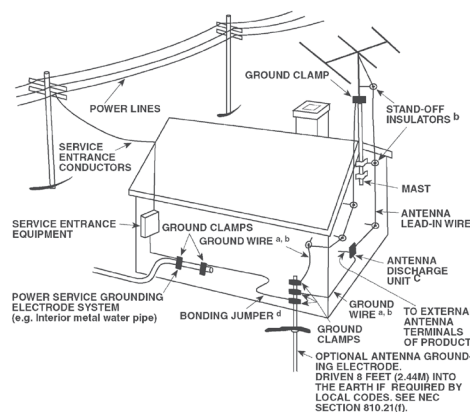 GROUND CLAMP
POWER LINES
STAND-OFF
INSULATORS b
SERVICE
ENTRANCE
CONDUCTORS
MAST
SERVICE ENTRANCE
EQUIPMENT
GROUND CLAMPS
GROUND WIRE a, b
ANTENNA
LEAD-IN WIRE
ANTENNA
DISCHARGE
UNIT C
POWER SERVICE GROUNDING
ELECTRODE SYSTEM
(e.g. Interior metal water pipe)
BONDING JUMPER d
GROUND
WIRE a, b
GROUND
CLAMPS
TO EXTERNA
ANTENNA
TERMINALS
OF PRODUCT
OPTIONAL ANTENNA GROUND-
ING ELECTRODE.
DRIVEN 8 FEET (2.44M) INTO
THE EARTH IF REQUIRED BY
LOCAL CODES. SEE NEC
SECTION 810.21(f).